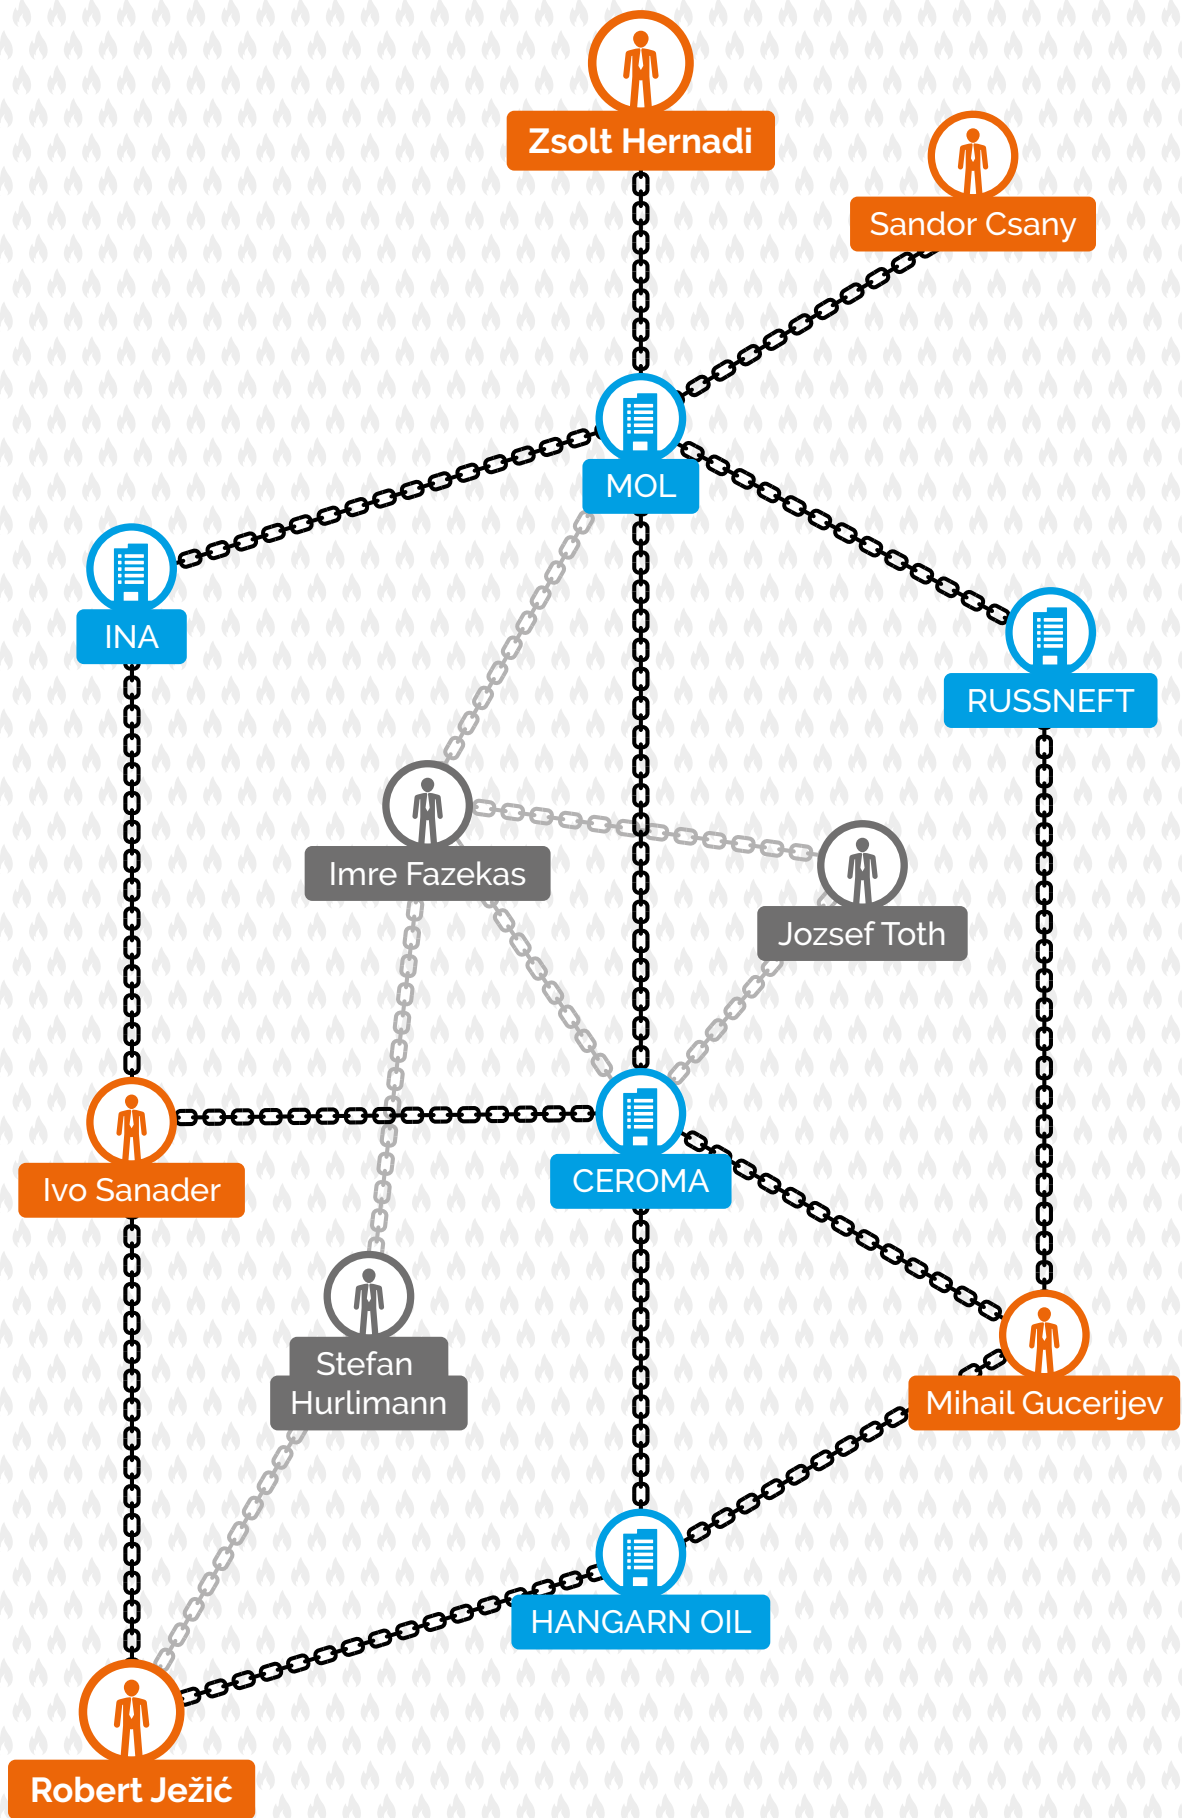 Zsolt Hernadi
Sandor Csany
MOL
INA
RUSSNEFT
Imre Fazekas
Jozsef Toth
Ivo Sanader
CEROMA
Stefan
Hurlimann
Mihail Gucerijev
HANGARN OIL
Robert Ježić